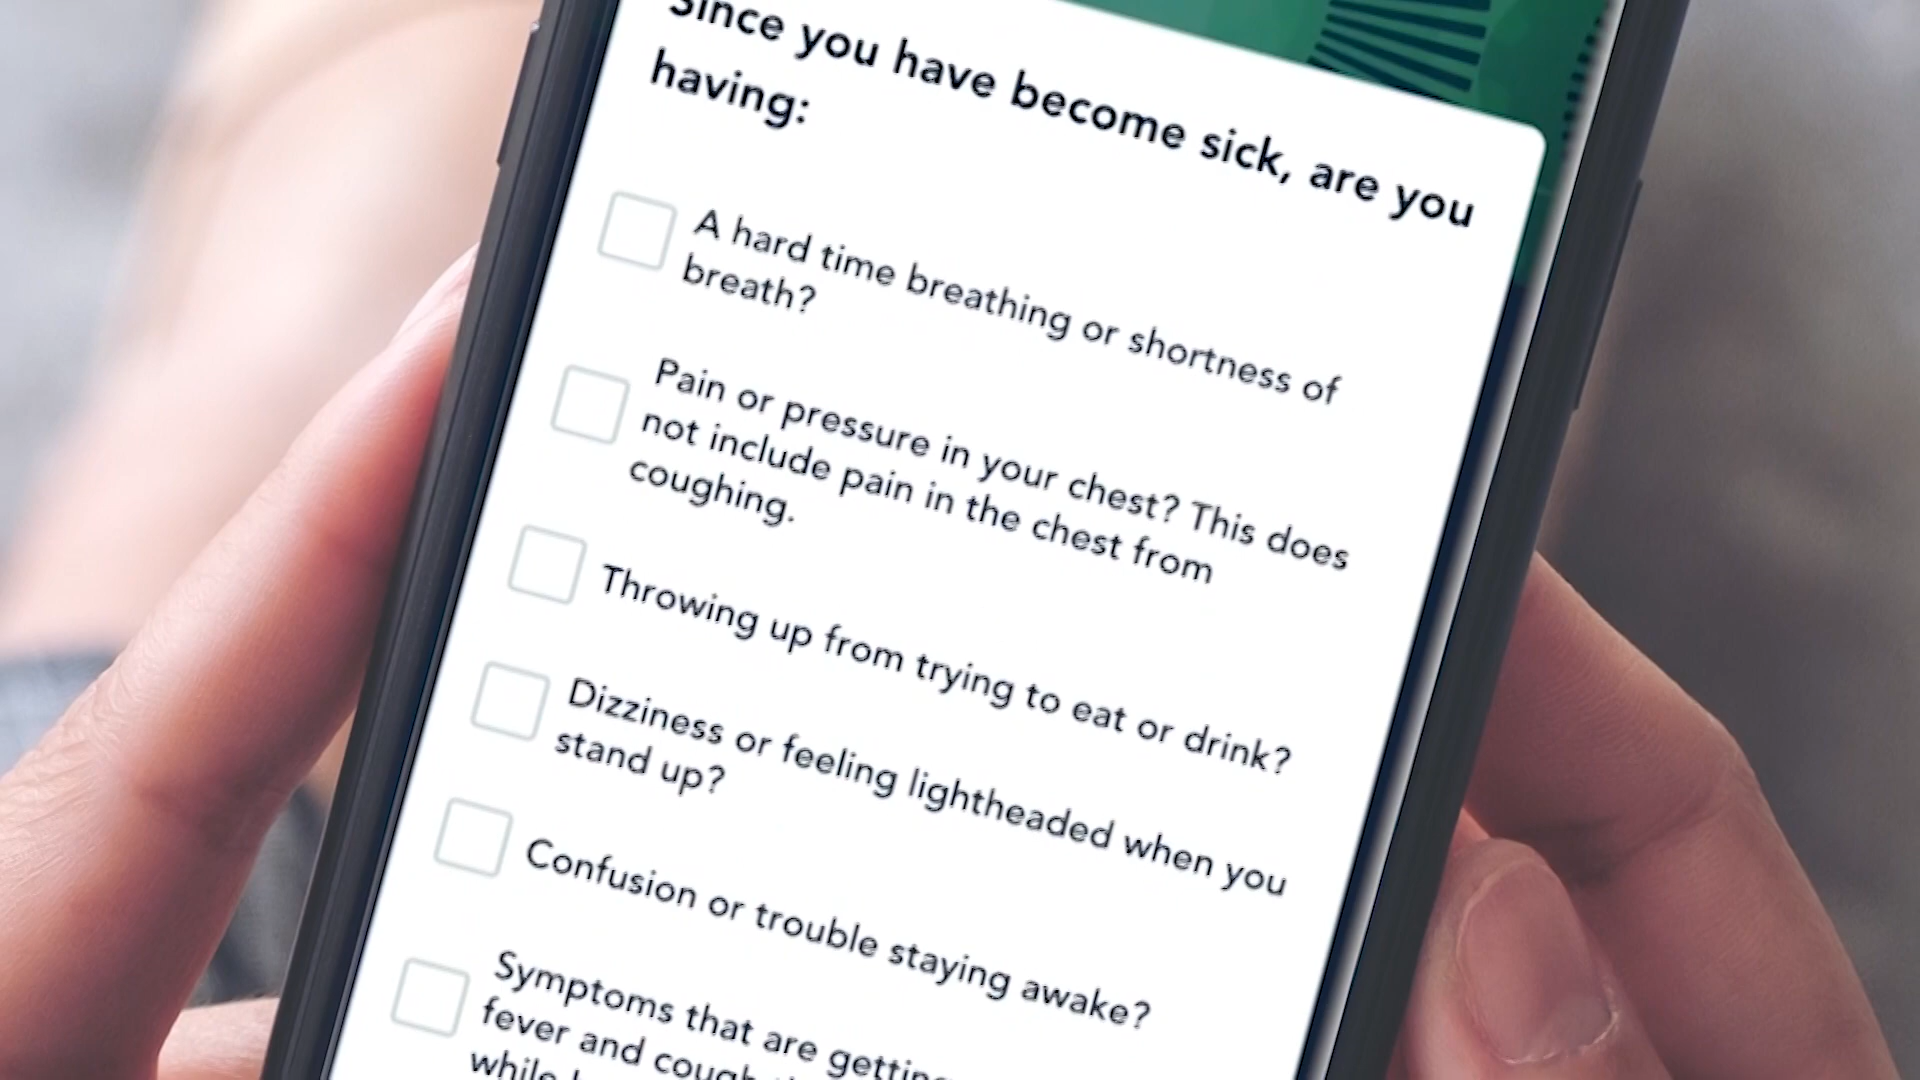 Since you have become sick, are you
having:
A hard time breathing or shortness of
breath?
Pain or pressure in your chest? This does
not include pain in the chest from
coughing.
Throwing up from trying to eat or drink?
Dizziness or feeling lightheaded when you
stand up?
Confusion or trouble staying awake?
Symptoms that are getting
fever and cough
while